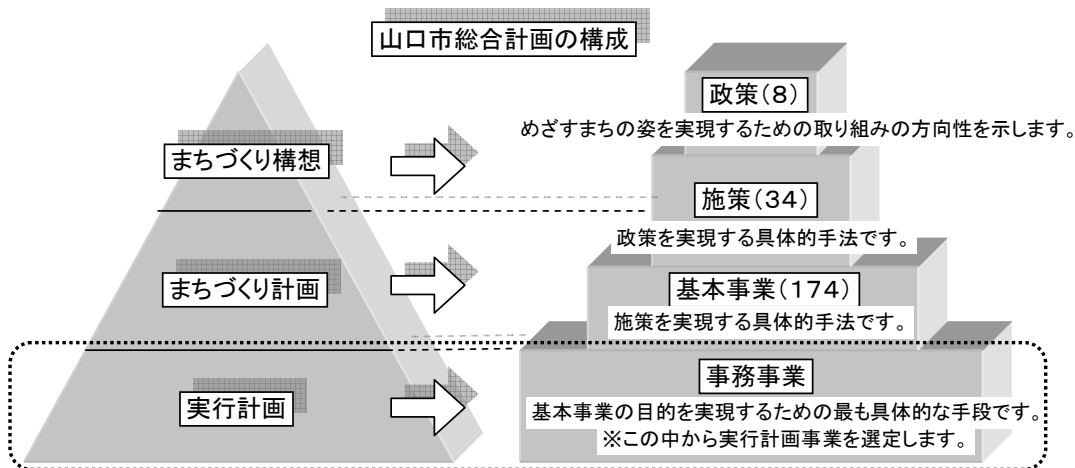 山口市総合計画の構成
政策(8)
めざすまちの姿を実現するための取り組みの方向性を示します。
まちづくり構想
施策(34)
政策を実現する具体的手法です。
まちづくり計画
基本事業(174)
施策を実現する具体的手法です。
実行計画
事務事業
基本事業の目的を実現するための最も具体的な手段です。
※この中から実行計画事業を選定します。